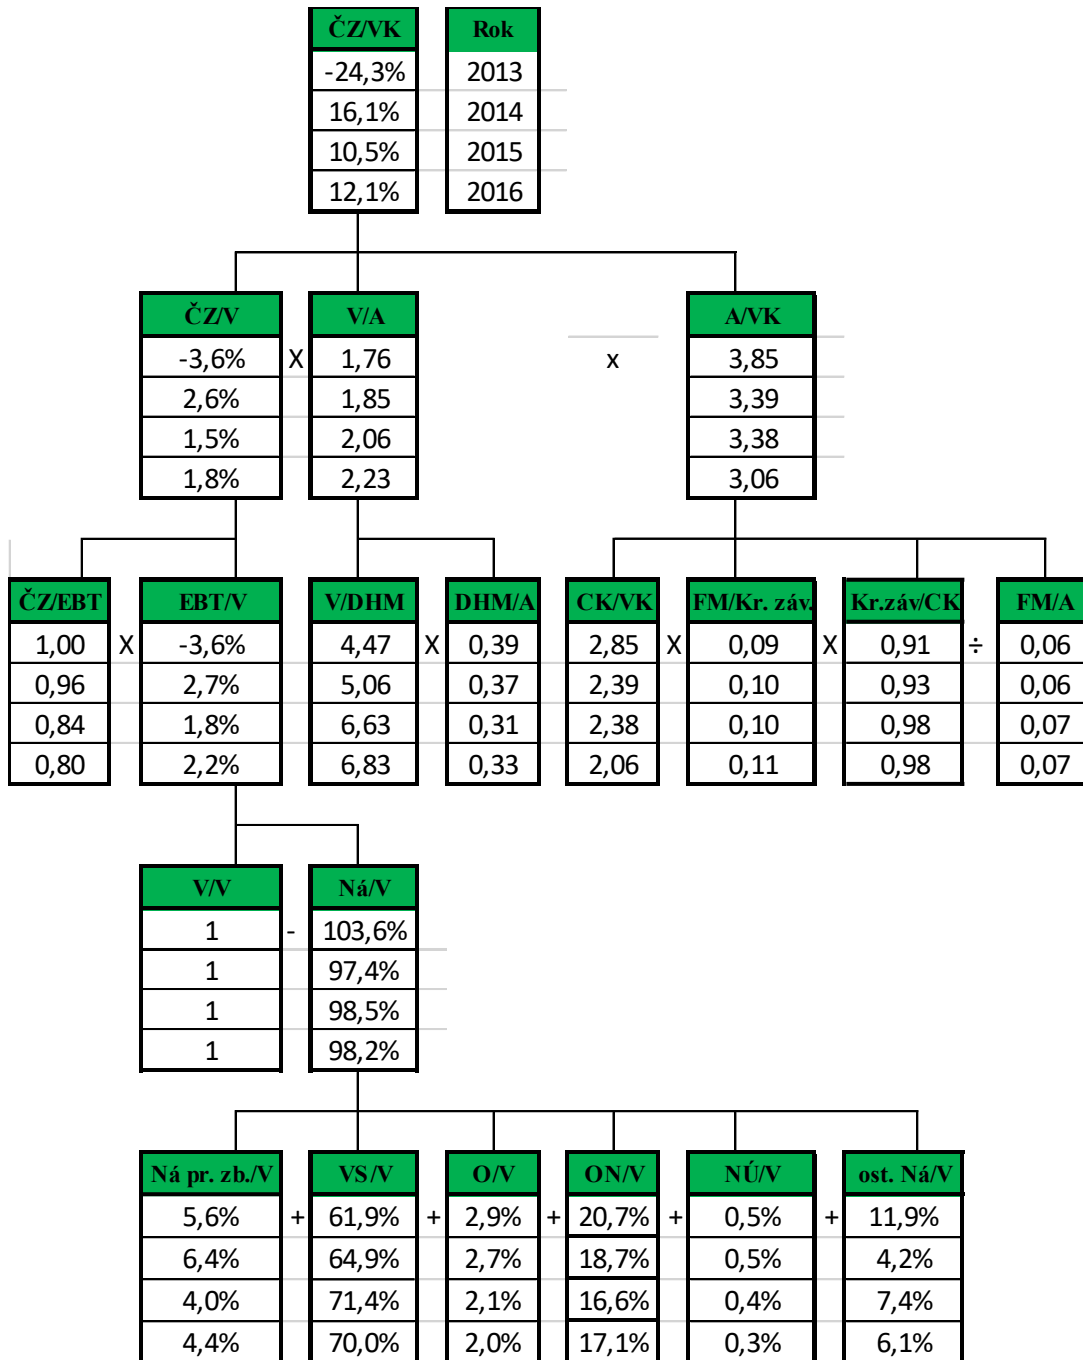 ČZ/VK Rok
-24,3% 2013
16,1% 2014
10,5% 2015
12,1% 2016
ČZ/V V/A A/VK
-3,6% X 1,76 x 3,85
2,6% 1,85 3,39
1,5% 2,06 3,38
1,8% 2,23 3,06
ČZ/EBT EBT/V V/DHM DHM/A CK/VK FM/Kr. záv. Kr.záv/CK FM/A
1,00 X -3,6% 4,47 X 0,39 2,85 X 0,09 X 0,91 ÷ 0,06
0,96 2,7% 5,06 0,37 2,39 0,10 0,93 0,06
0,84 1,8% 6,63 0,31 2,38 0,10 0,98 0,07
0,80 2,2% 6,83 0,33 2,06 0,11 0,98 0,07
V/V Ná/V
1 - 103,6%
1 97,4%
1 98,5%
1 98,2%
Ná pr. zb./V VS/V O/V ON/V NÚ/V ost. Ná/V
5,6% + 61,9% + 2,9% + 20,7% + 0,5% + 11,9%
6,4% 64,9% 2,7% 18,7% 0,5% 4,2%
4,0% 71,4% 2,1% 16,6% 0,4% 7,4%
4,4% 70,0% 2,0% 17,1% 0,3% 6,1%